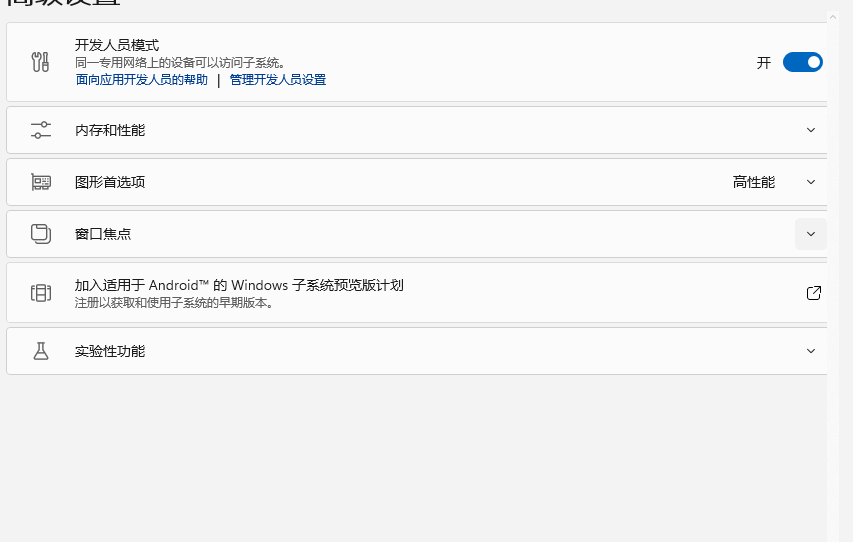 高级设置
开发人员模式
同一专用网络上的设备可以访问子系统。
开
面向应用开发人员的帮助 | 管理开发人员设置
内存和性能
图形首选项
高性能
窗口焦点
加入适用于 Android™ 的 Windows 子系统预览版计划
注册以获取和使用子系统的早期版本。
实验性功能